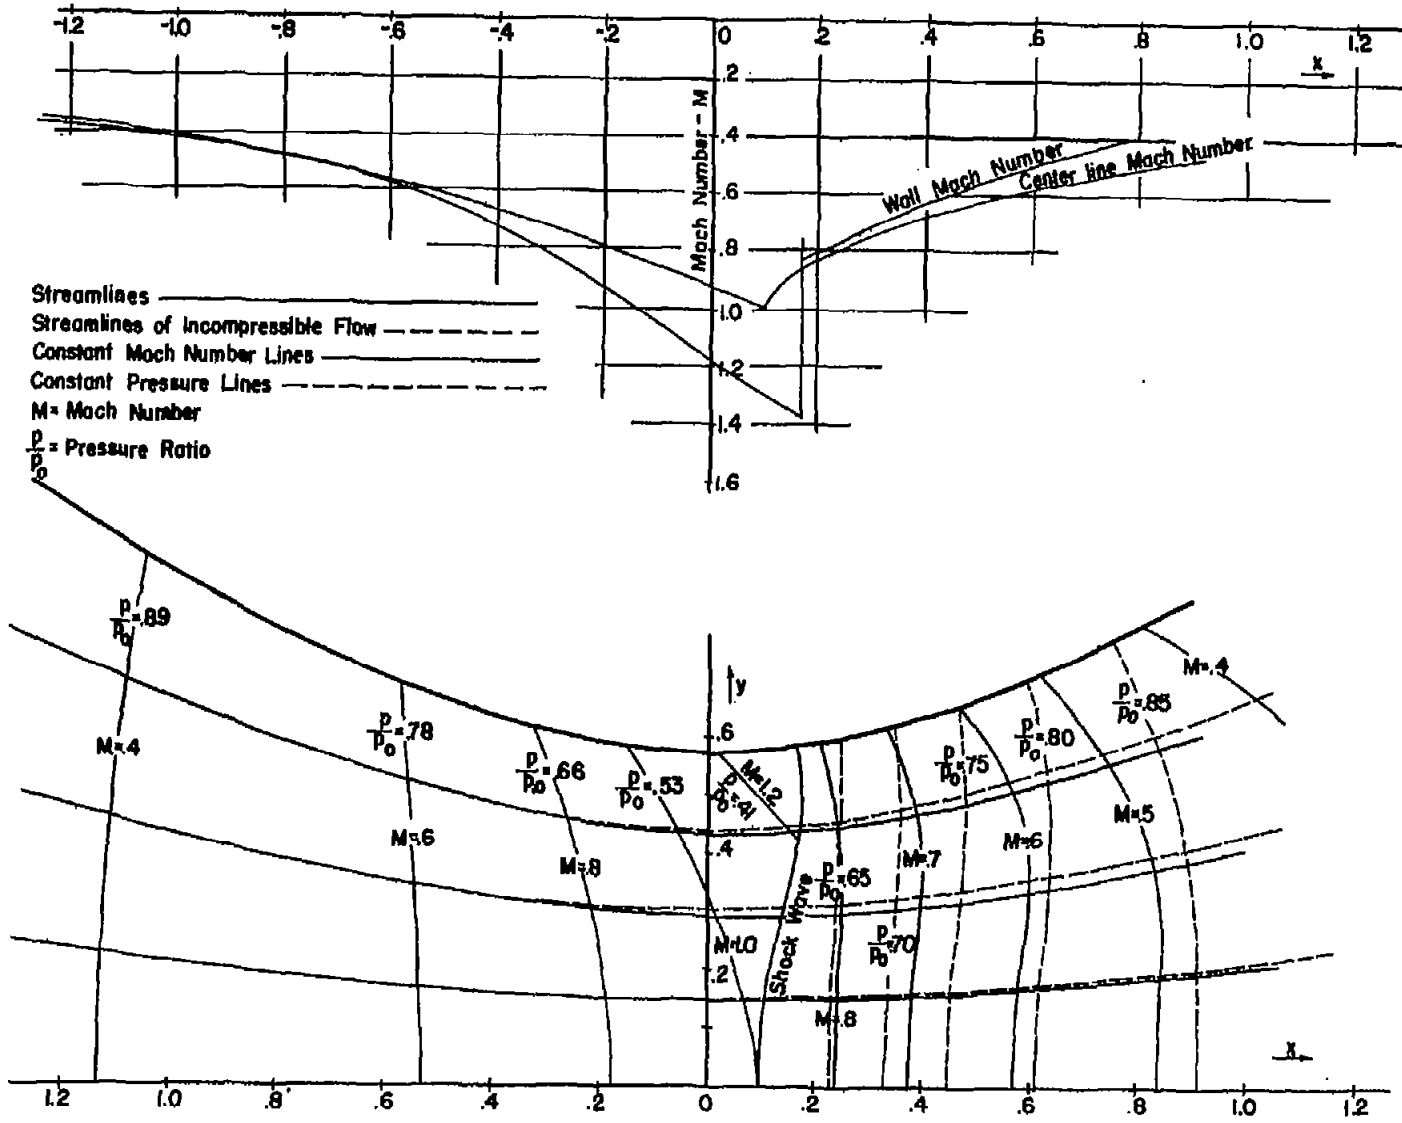 -1.2 -1.0 -.8 -.6 -.4 -.2 0 .2 .4 .6 .8 1.0 1.2
x
.2
.4
.6
.8
1.0
1.2
1.4
1.6
Mach Number - M
Wall Mach Number
Center line Mach Number
Streamlines
Streamlines of Incompressible Flow
Constant Mach Number Lines
Constant Pressure Lines
M= Mach Number
p/p₀ = Pressure Ratio
p/p₀=.89
M=.4
p/p₀=.78
M=.6
p/p₀=.66
M=.8
p/p₀=.53
M=1.0
y
.6
.4
.2
M=1.2
p/p₀=.41
Shock Wave
p/p₀=.65
M=.8
p/p₀=.70
M=.7
p/p₀=.75
M=.6
p/p₀=.80
M=.5
p/p₀=.85
M=.4
X
1.2 1.0 .8 .6 .4 .2 0 .2 .4 .6 .8 1.0 1.2